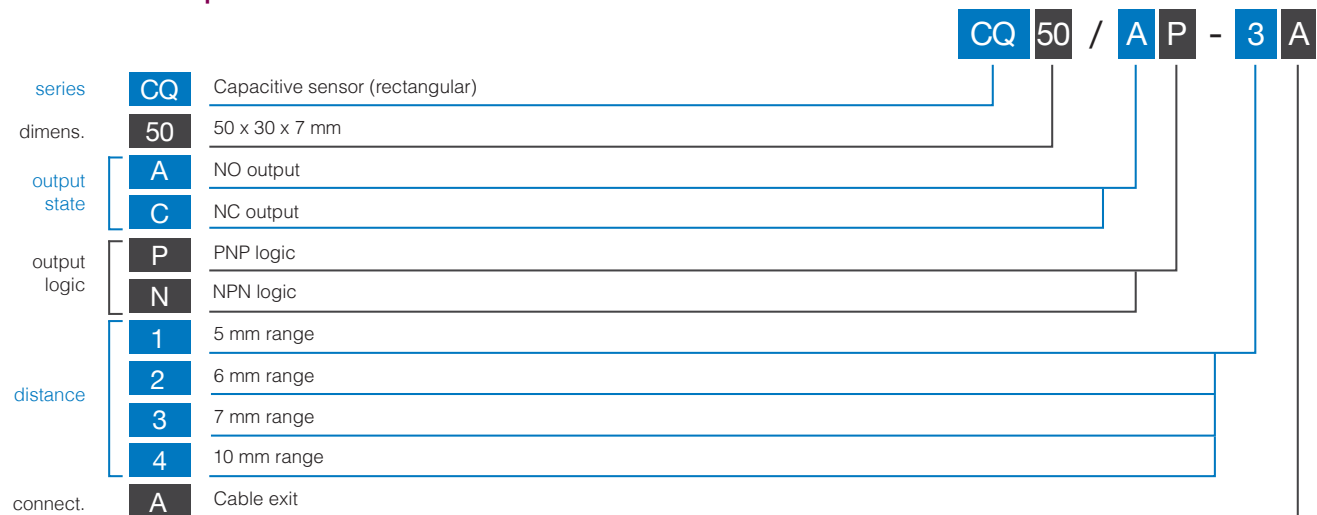 CQ 50 / A P - 3 A
series CQ Capacitive sensor (rectangular)
dimens. 50 50 x 30 x 7 mm
output state
A NO output
C NC output
output logic
P PNP logic
N NPN logic
distance
1 5 mm range
2 6 mm range
3 7 mm range
4 10 mm range
connect. A Cable exit